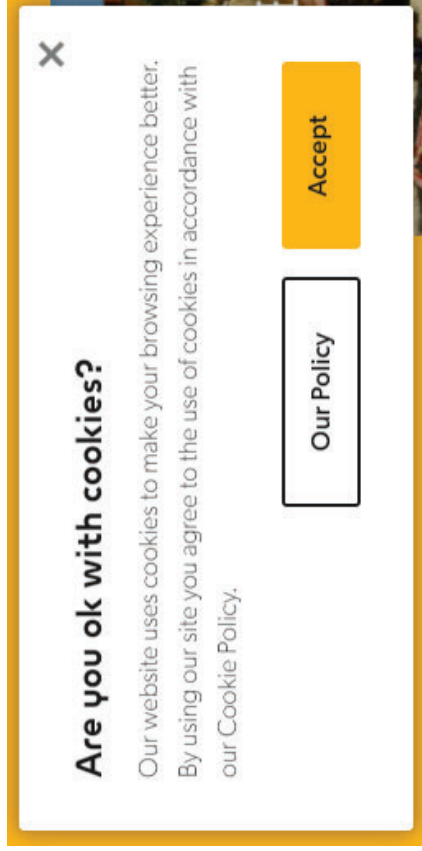 Are you ok with cookies?
Our website uses cookies to make your browsing experience better.
By using our site you agree to the use of cookies in accordance with
our Cookie Policy.
Our Policy
Accept